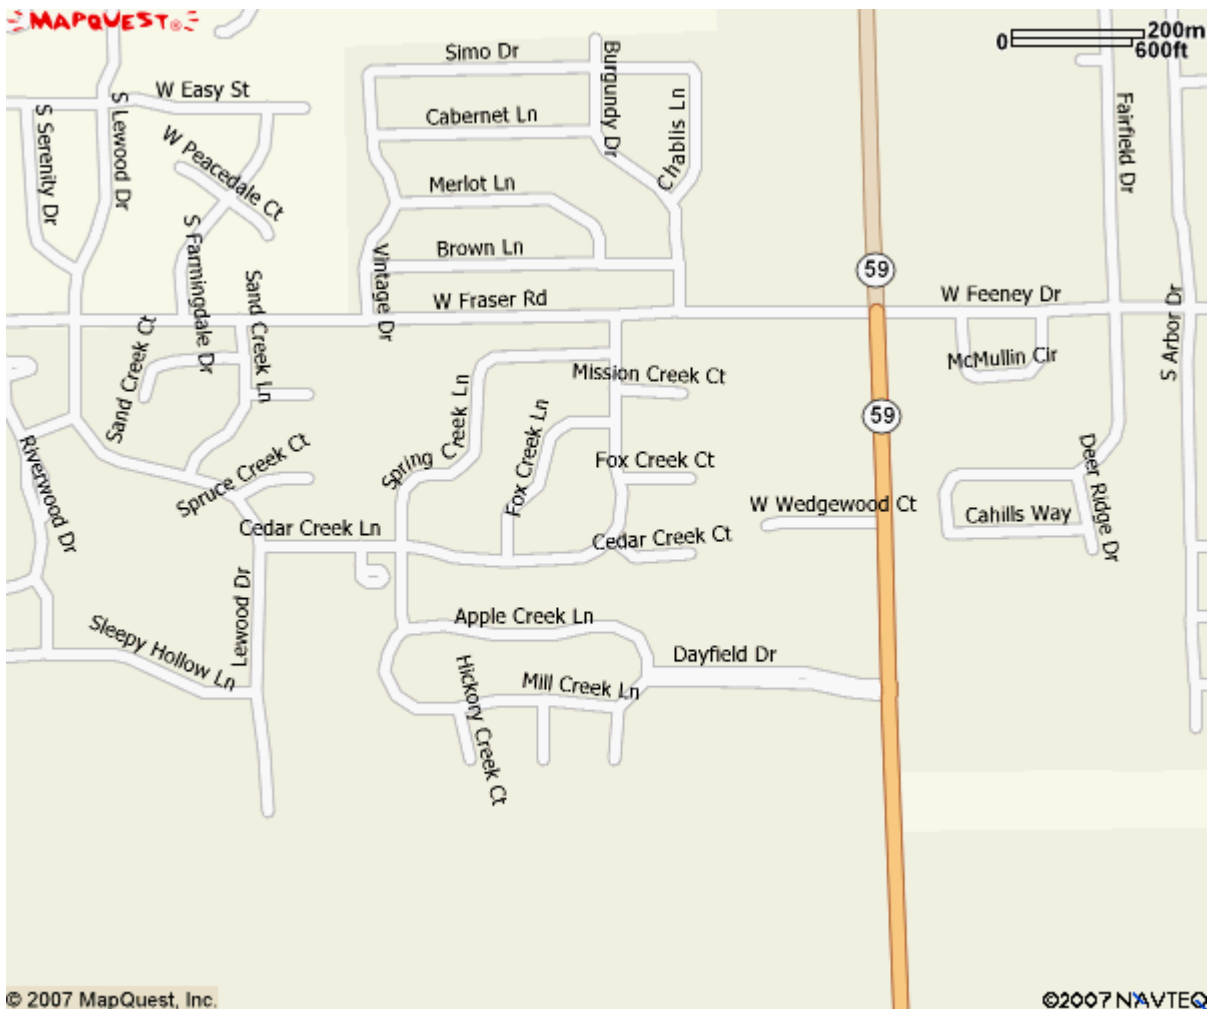 MAPQUEST®
200m
0
600ft
Simo Dr
Burgundy Dr
W Easy St
S Serenity Dr
S Lewood Dr
Cabernet Ln
Chablis Ln
Fairfield Dr
W Peacedale Ct
Merlot Ln
S Farmingdale Dr
Brown Ln
Vintage Dr
59
Sand Creek Ln
W Fraser Rd
W Feeney Dr
S Arbor Dr
Sand Creek Ct
McMullin Cir
Mission Creek Ct
Spring Creek Ln
Fox Creek Ln
59
Riverwood Dr
Spruce Creek Ct
Fox Creek Ct
Deer Ridge Dr
W Wedgewood Ct
Cahills Way
Cedar Creek Ln
Cedar Creek Ct
Lewood Dr
Apple Creek Ln
Sleepy Hollow Ln
Dayfield Dr
Hickory Creek Ct
Mill Creek Ln
© 2007 MapQuest, Inc.
©2007 NAVTEQ